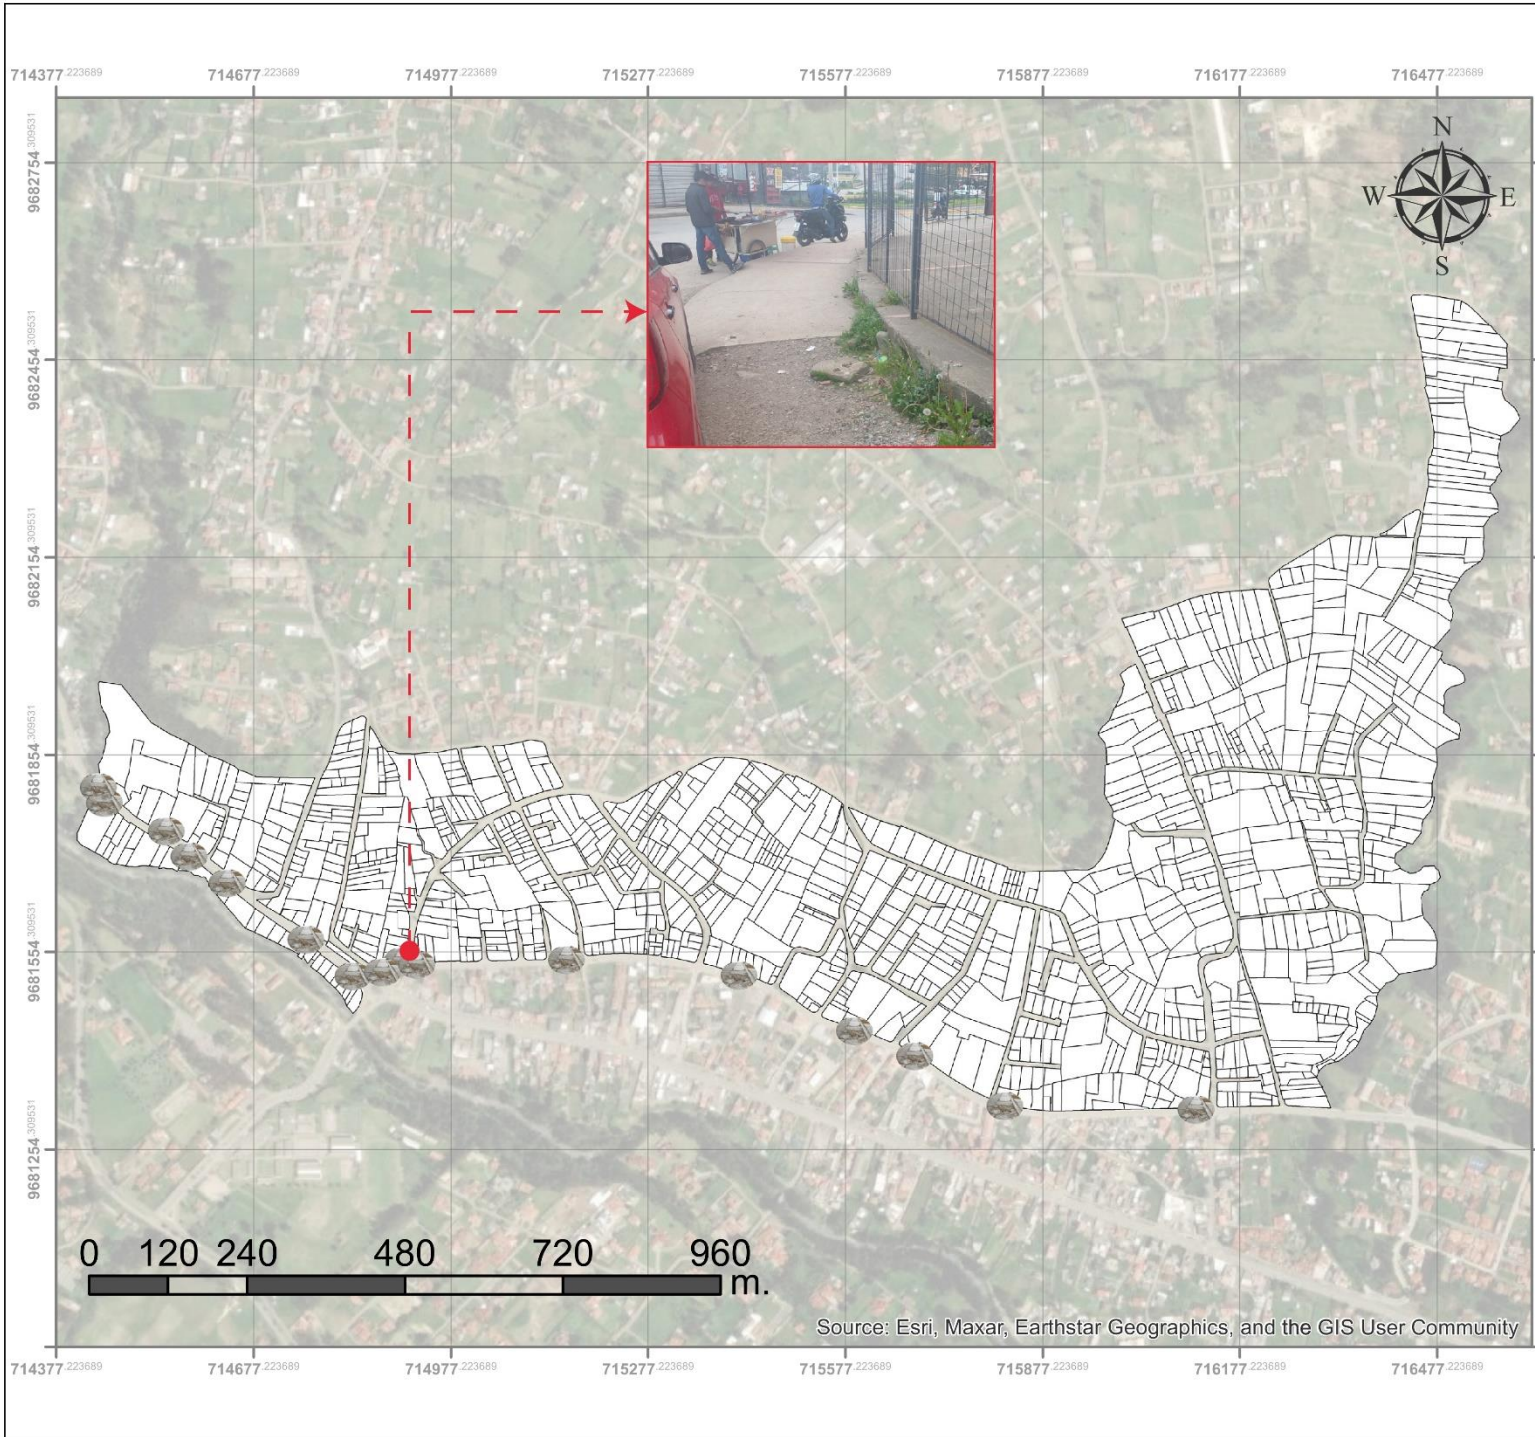 714377.223689 714677.223689 714977.223689 715277.223689 715577.223689 715877.223689 716177.223689 716477.223689
N
W E
S
9682754.309531
9682454.309531
9682154.309531
9681854.309531
9681554.309531
9681254.309531
0 120 240 480 720 960
m.
Source: Esri, Maxar, Earthstar Geographics, and the GIS User Community
714377.223689 714677.223689 714977.223689 715277.223689 715577.223689 715877.223689 716177.223689 716477.223689